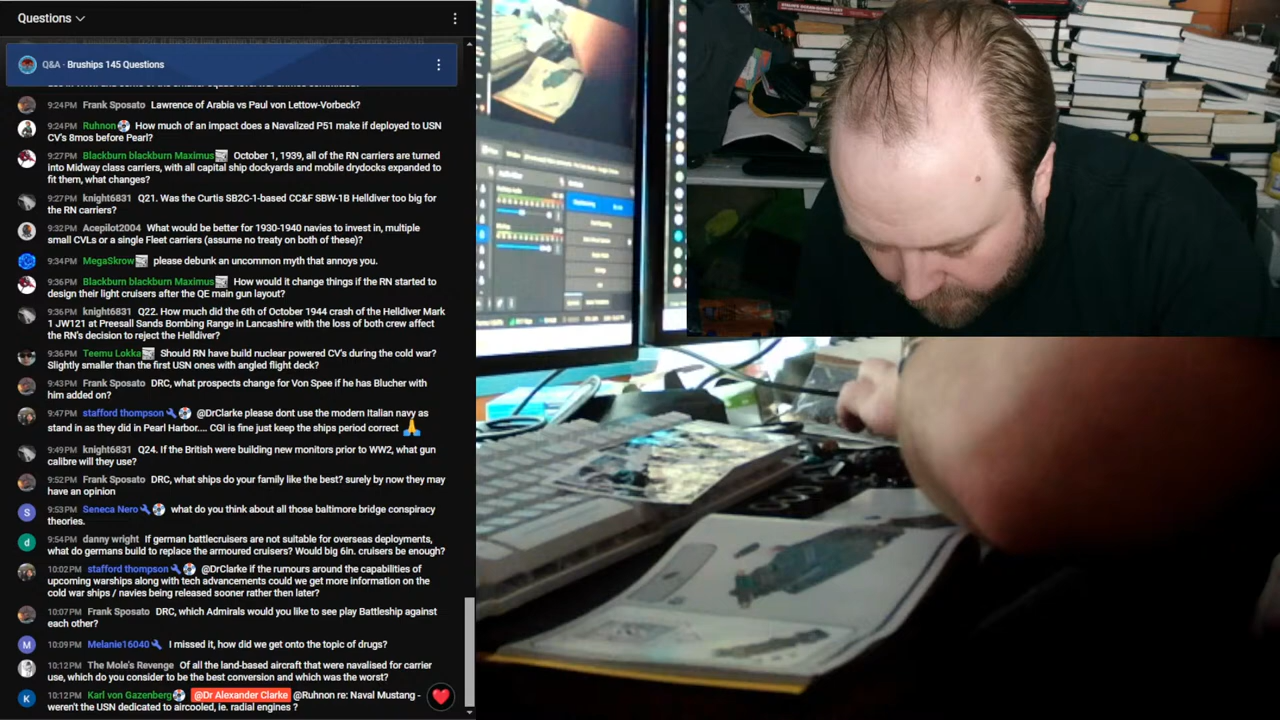 Questions
Q&A · Bruships 145 Questions
9:24PM Frank Sposato Lawrence of Arabia vs Paul von Lettow-Vorbeck?
9:24PM Ruhnon How much of an impact does a Navalized P51 make if deployed to USN
CV's 8mos before Pearl?
9:27PM Blackburn blackburn Maximus October 1, 1939, all of the RN carriers are turned
into Midway class carriers, with all capital ship dockyards and mobile drydocks expanded to
fit them, what changes?
9:27PM knight6831 Q21. Was the Curtis SB2C-1-based CC&F SBW-1B Helldiver too big for
the RN carriers?
9:32PM Acepilot2004 What would be better for 1930-1940 navies to invest in, multiple
small CVLs or a single Fleet carriers (assume no treaty on both of these)?
9:34PM MegaSkrow please debunk an uncommon myth that annoys you.
9:36PM Blackburn blackburn Maximus How would it change things if the RN started to
design their light cruisers after the QE main gun layout?
9:36PM knight6831 Q22. How much did the 6th of October 1944 crash of the Helldiver Mark
1 JW121 at Preesall Sands Bombing Range in Lancashire with the loss of both crew affect
the RN's decision to reject the Helldiver?
9:36PM Teemu Lokka Should RN have build nuclear powered CV's during the cold war?
Slightly smaller than the first USN ones with angled flight deck?
9:43PM Frank Sposato DRC, what prospects change for Von Spee if he has Blucher with
him added on?
9:47PM stafford thompson @DrClarke please dont use the modern Italian navy as
stand in as they did in Pearl Harbor.... CGI is fine just keep the ships period correct 🙏
9:49PM knight6831 Q24. If the British were building new monitors prior to WW2, what gun
calibre will they use?
9:52PM Frank Sposato DRC, what ships do your family like the best? surely by now they may
have an opinion
9:53PM Seneca Nero what do you think about all those baltimore bridge conspiracy
theories.
9:54PM danny wright If german battlecruisers are not suitable for overseas deployments,
what do germans build to replace the armoured cruisers? Would big 6in. cruisers be enough?
10:02PM stafford thompson @DrClarke if the rumours around the capabilities of
upcoming warships along with tech advancements could we get more information on the
cold war ships / navies being released sooner rather then later?
10:07PM Frank Sposato DRC, which Admirals would you like to see play Battleship against
each other?
10:09PM Melanie16040 I missed it, how did we get onto the topic of drugs?
10:12PM The Mole's Revenge Of all the land-based aircraft that were navalised for carrier
use, which do you consider to be the best conversion and which was the worst?
10:12PM Karl von Gazenberg @Dr Alexander Clarke @Ruhnon re: Naval Mustang -
weren't the USN dedicated to aircooled, ie. radial engines ?